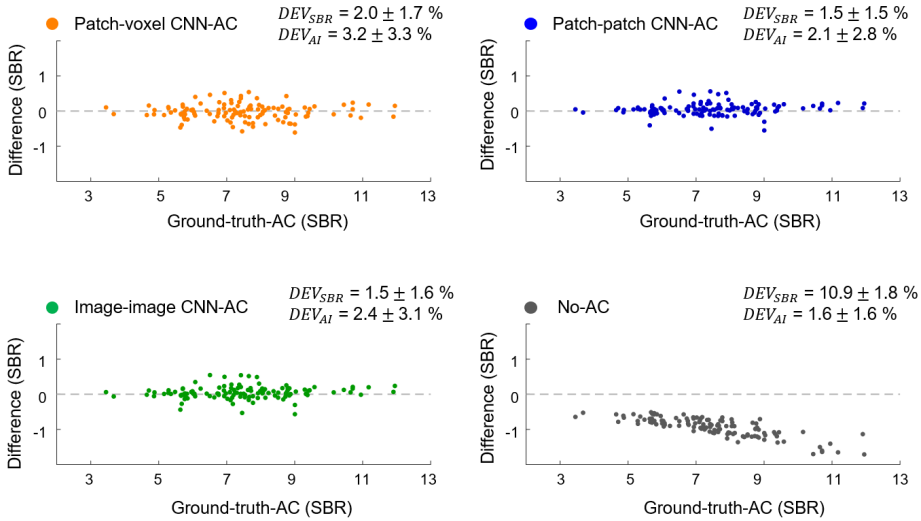 Patch-voxel CNN-AC
DEV_SBR = 2.0 ± 1.7 %
DEV_AI = 3.2 ± 3.3 %
Difference (SBR)
1
0
-1
3 5 7 9 11 13
Ground-truth-AC (SBR)
Patch-patch CNN-AC
DEV_SBR = 1.5 ± 1.5 %
DEV_AI = 2.1 ± 2.8 %
Difference (SBR)
1
0
-1
3 5 7 9 11 13
Ground-truth-AC (SBR)
Image-image CNN-AC
DEV_SBR = 1.5 ± 1.6 %
DEV_AI = 2.4 ± 3.1 %
Difference (SBR)
1
0
-1
3 5 7 9 11 13
Ground-truth-AC (SBR)
No-AC
DEV_SBR = 10.9 ± 1.8 %
DEV_AI = 1.6 ± 1.6 %
Difference (SBR)
1
0
-1
3 5 7 9 11 13
Ground-truth-AC (SBR)